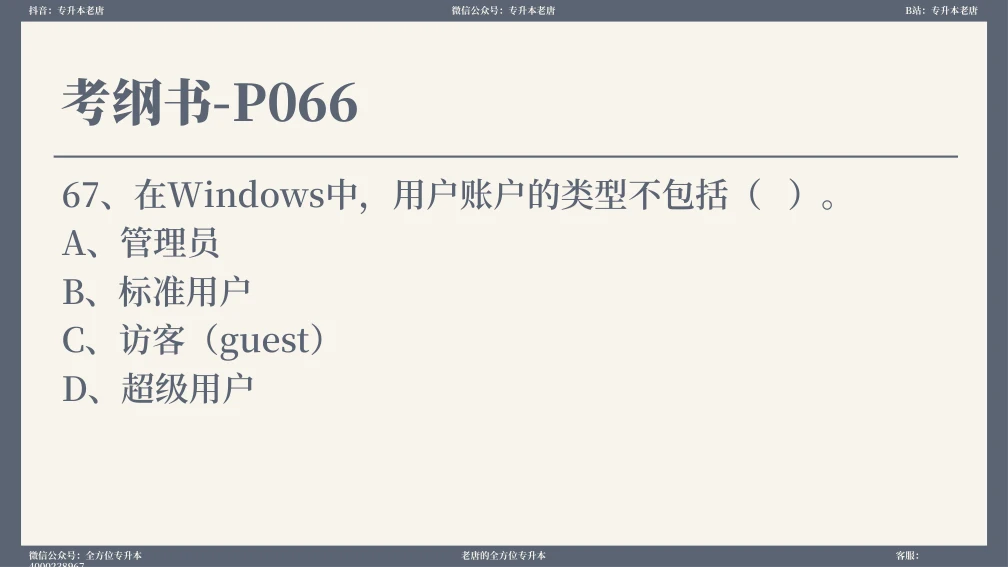 抖音：专升本老唐
微信公众号：专升本老唐
B站：专升本老唐
考纲书-P066
67、在Windows中，用户账户的类型不包括（ ）。
A、管理员
B、标准用户
C、访客（guest）
D、超级用户
微信公众号：全方位专升本
老唐的全方位专升本
客服：
4000228967